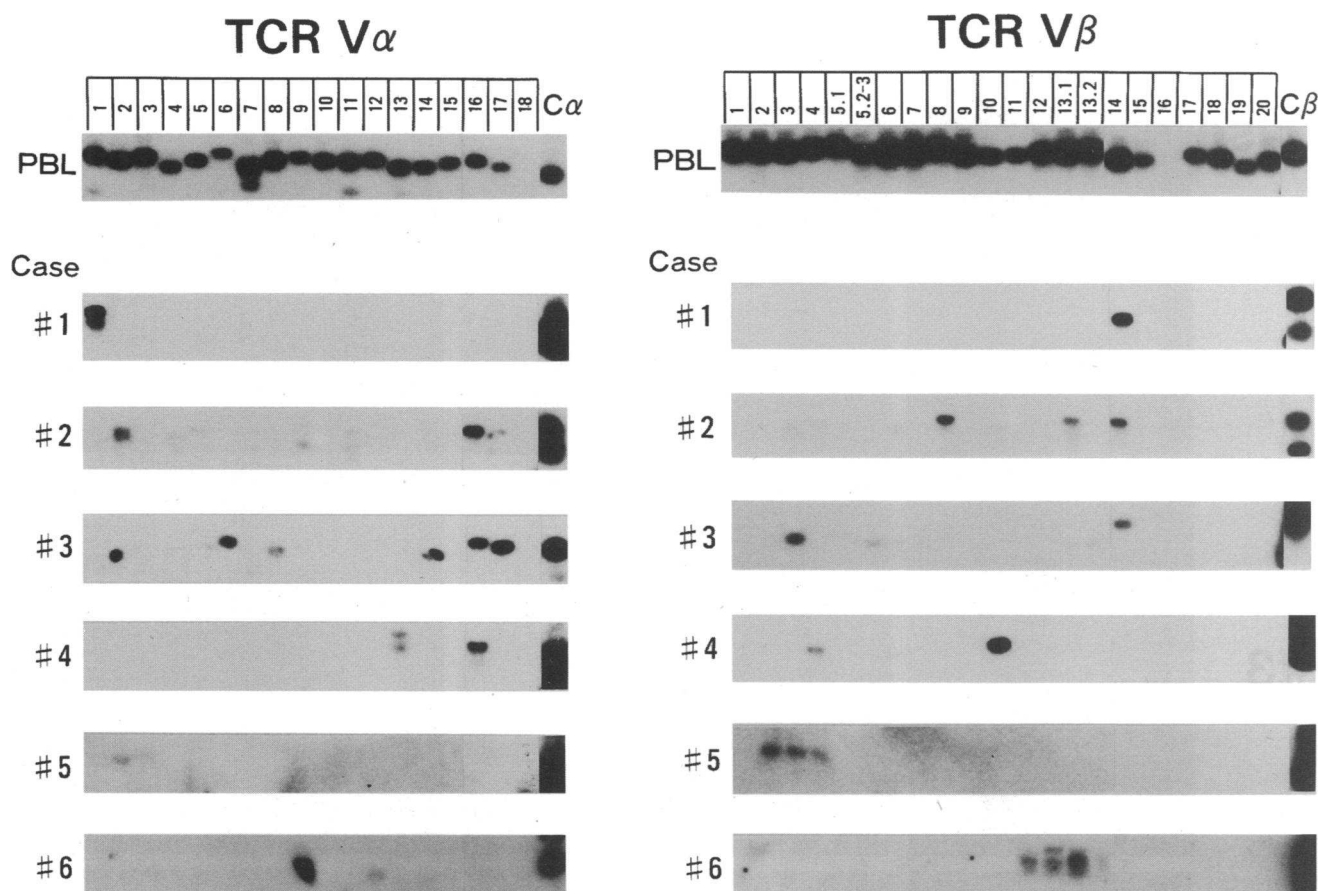 TCR Vα
1 2 3 4 5 6 7 8 9 10 11 12 13 14 15 16 17 18 Cα
PBL
Case
#1
#2
#3
#4
#5
#6
TCR Vβ
1 2 3 4 5.1 5.2-3 6 7 8 9 10 11 12 13.1 13.2 14 15 16 17 18 19 20 Cβ
PBL
Case
#1
#2
#3
#4
#5
#6